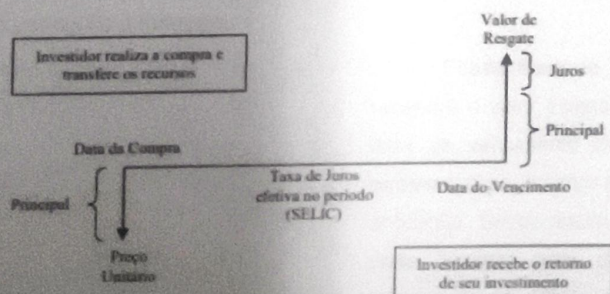 Valor de
Resgate
Investidor realiza a compra e
transfere os recursos
Juros
Principal
Data da Compra
Taxa de Juros
efetiva no período
(SELIC)
Data do Vencimento
Principal
Preço
Unitário
Investidor recebe o retorno
de seu investimento